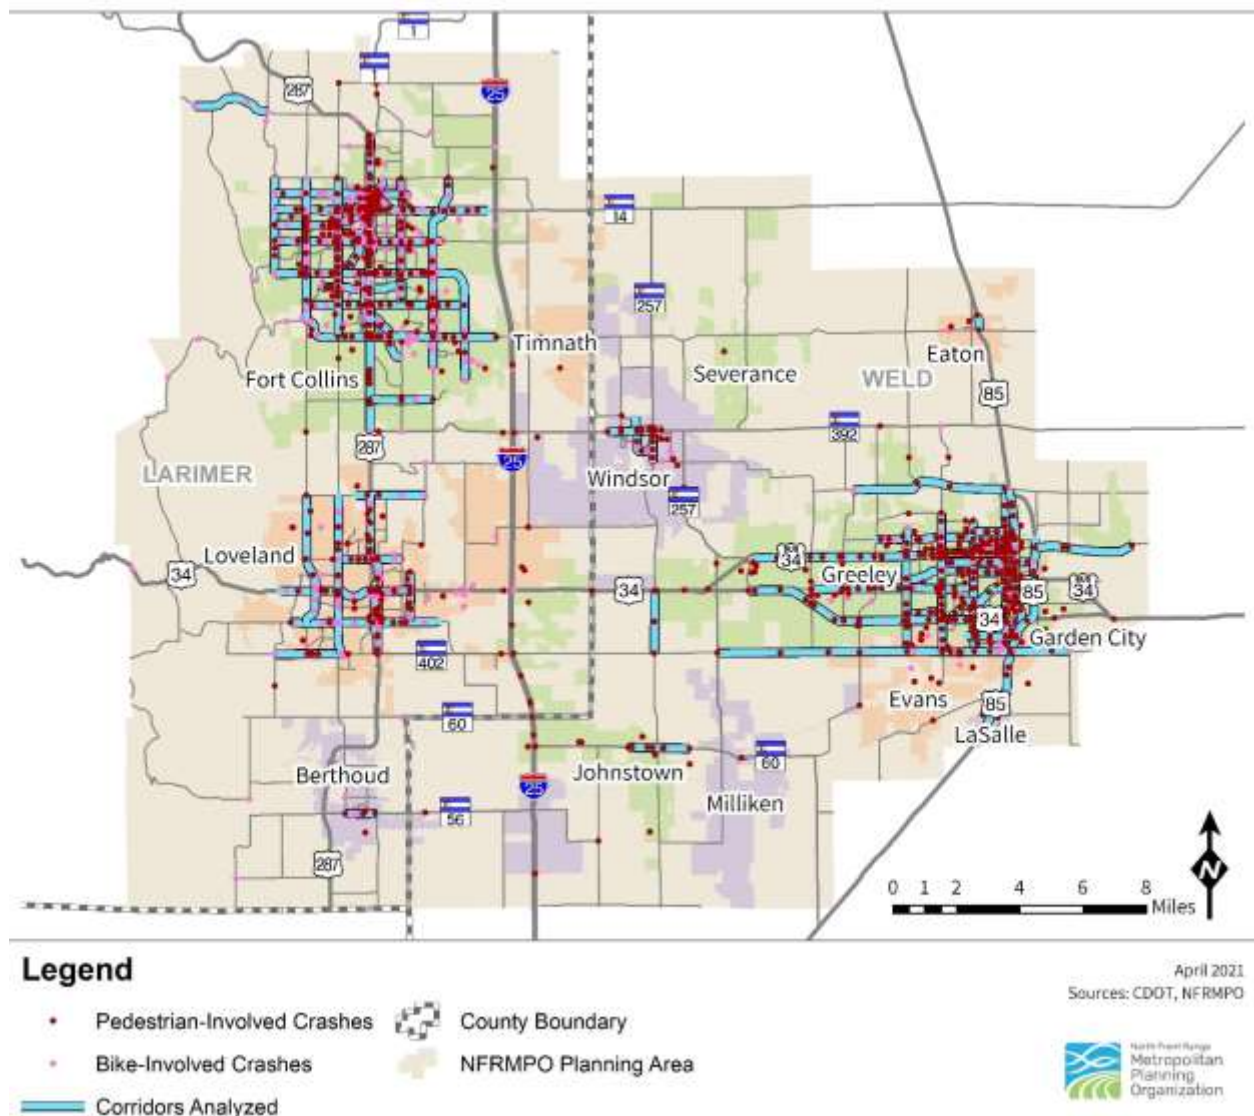 1
1
287
25
14
257
Timnath
Eaton
Severance
Fort Collins
WELD
85
392
287
25
LARIMER
Windsor
257
Loveland
34
34
34
Greeley
85
34
34
Garden City
402
Evans
60
85
LaSalle
Berthoud
25
Johnstown
60
56
Milliken
287
N
0 1 2 4 6 8
Miles
Legend
April 2021
Sources: CDOT, NFRMPO
Pedestrian-Involved Crashes
County Boundary
Bike-Involved Crashes
NFRMPO Planning Area
Corridors Analyzed
North Front Range
Metropolitan
Planning
Organization